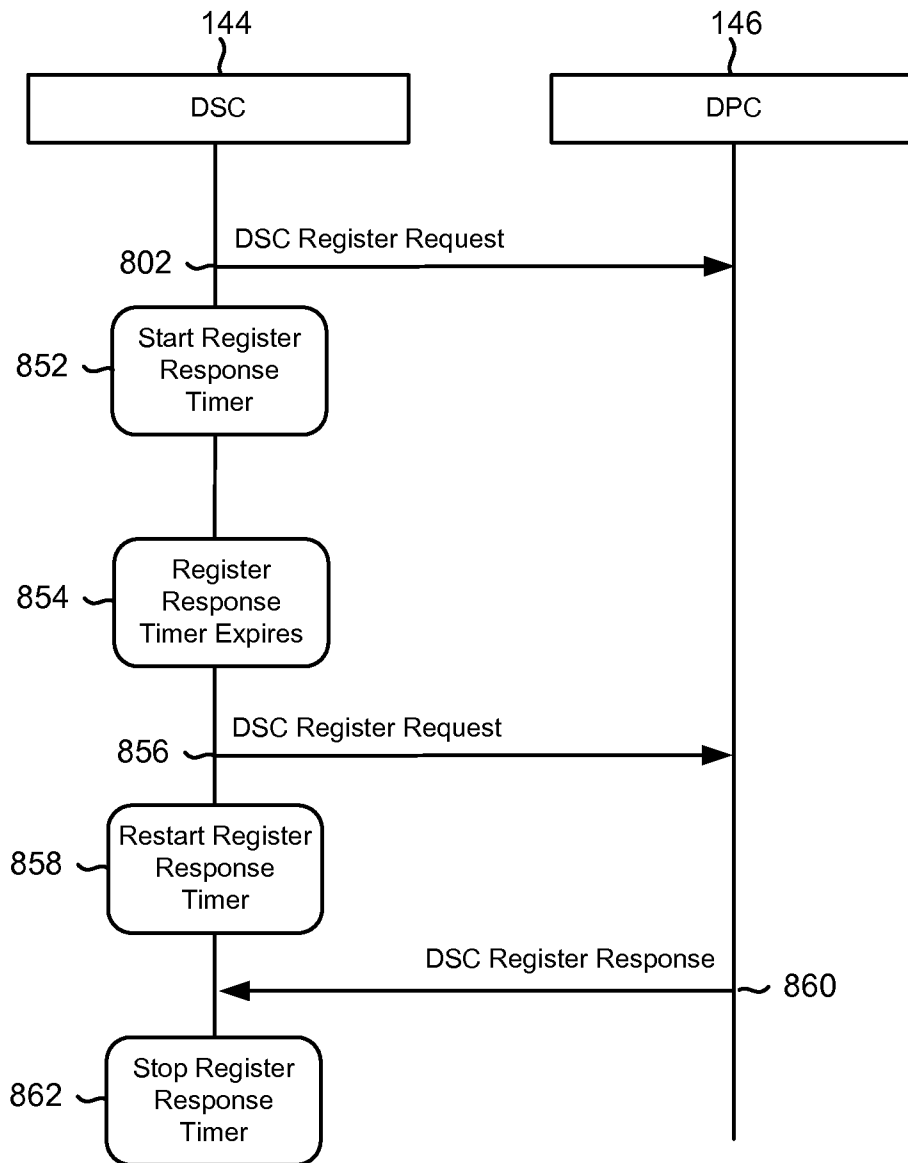 144
146
DSC
DPC
DSC Register Request
802
Start Register
Response
Timer
852
Register
Response
Timer Expires
854
DSC Register Request
856
Restart Register
Response
Timer
858
DSC Register Response
860
Stop Register
Response
Timer
862